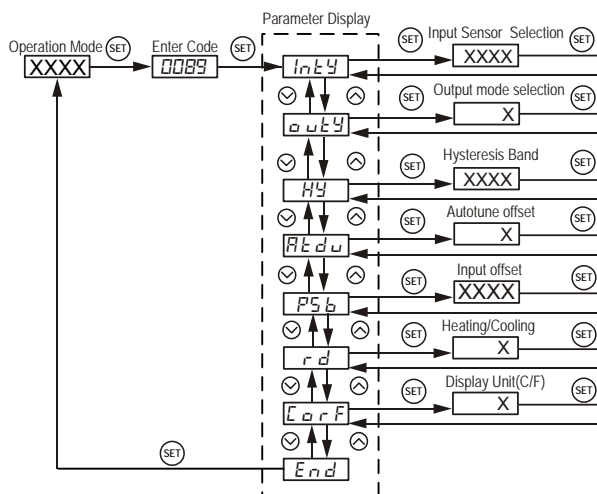 Parameter Display
Operation Mode SET Enter Code SET
XXXX 0089 IntY SET Input Sensor Selection SET
XXXX
outY SET Output mode selection SET
X
HY SET Hysteresis Band SET
XXXX
Atdu SET Autotune offset SET
X
PSb SET Input offset SET
XXXX
rd SET Heating/Cooling SET
X
CorF SET Display Unit(C/F) SET
X
SET End